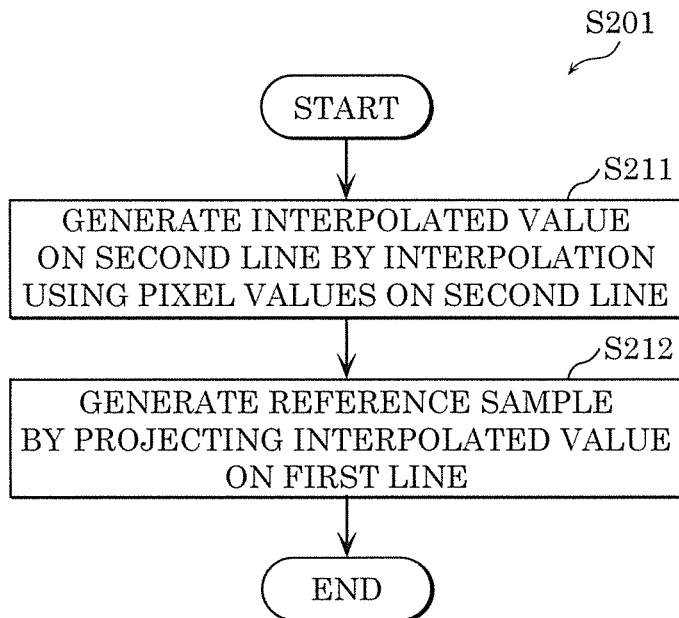 S201
START
S211
GENERATE INTERPOLATED VALUE
ON SECOND LINE BY INTERPOLATION
USING PIXEL VALUES ON SECOND LINE
S212
GENERATE REFERENCE SAMPLE
BY PROJECTING INTERPOLATED VALUE
ON FIRST LINE
END